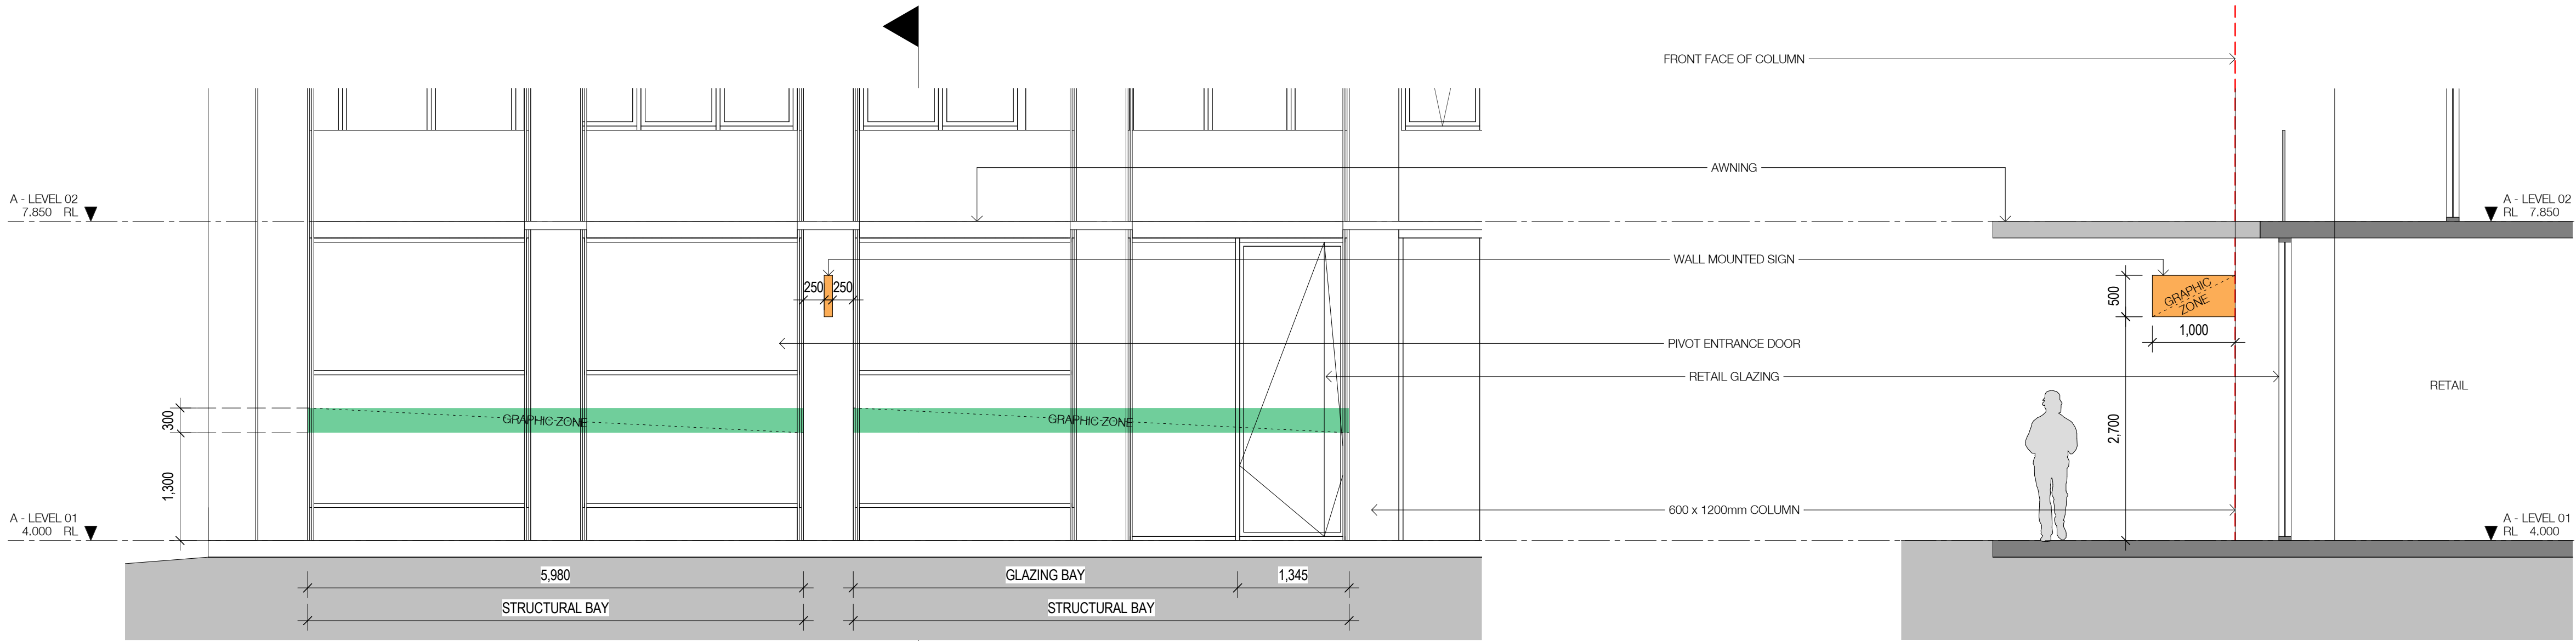 FRONT FACE OF COLUMN
AWNING
A - LEVEL 02
7.850 RL
A - LEVEL 02
RL 7.850
WALL MOUNTED SIGN
250 250
500
GRAPHIC
ZONE
1,000
PIVOT ENTRANCE DOOR
RETAIL GLAZING
RETAIL
300
GRAPHIC ZONE
GRAPHIC ZONE
2,700
1,300
600 x 1200mm COLUMN
A - LEVEL 01
4.000 RL
A - LEVEL 01
RL 4.000
5,980
GLAZING BAY
1,345
STRUCTURAL BAY
STRUCTURAL BAY